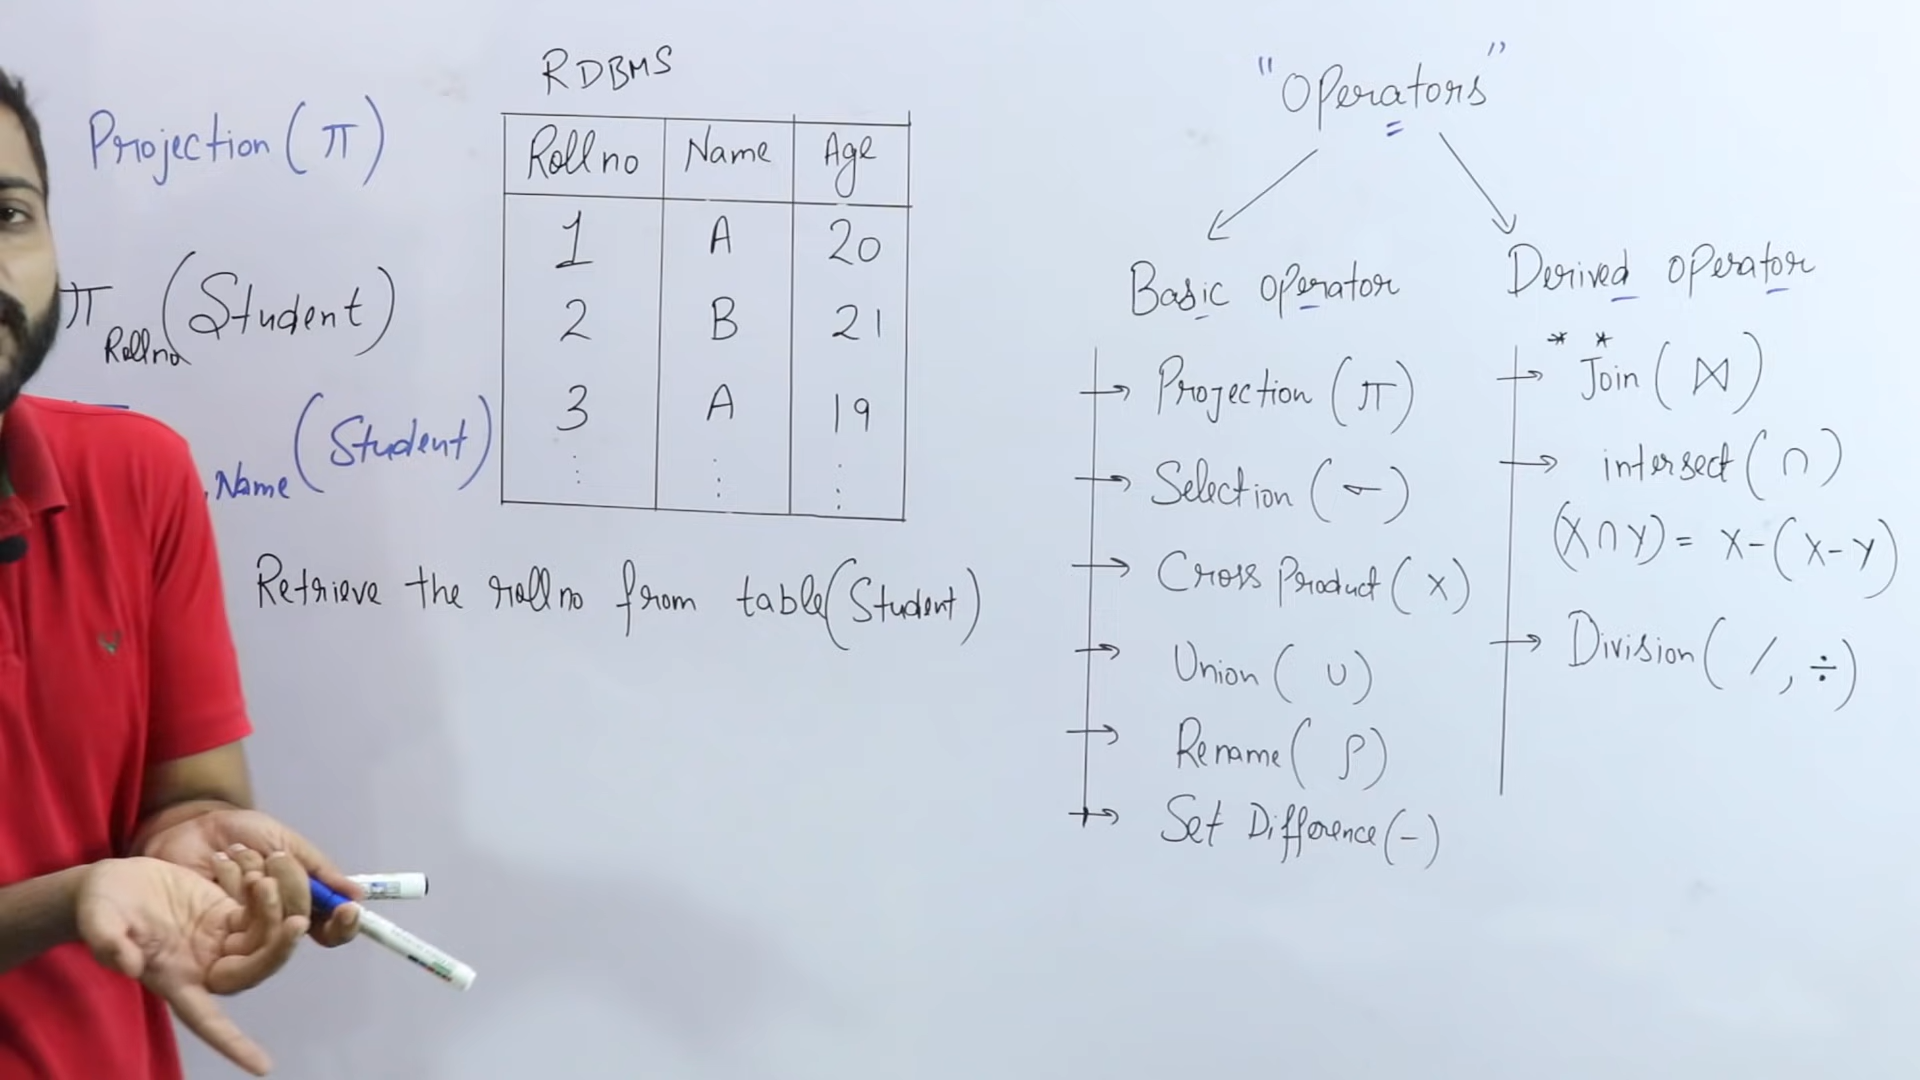 Projection (π)
π Rollno (Student)
Name (Student)
RDBMS
Rollno Name Age
1 A 20
2 B 21
3 A 19
⋮ ⋮ ⋮
Retrieve the rollno from table (Student)
"Operators"
Basic operator
Projection (π)
Selection (σ)
Cross Product (×)
Union (∪)
Rename (ρ)
Set Difference (-)
Derived operator
** Join (⋈)
intersect (∩)
(X∩Y) = X-(X-Y)
Division (/, ÷)